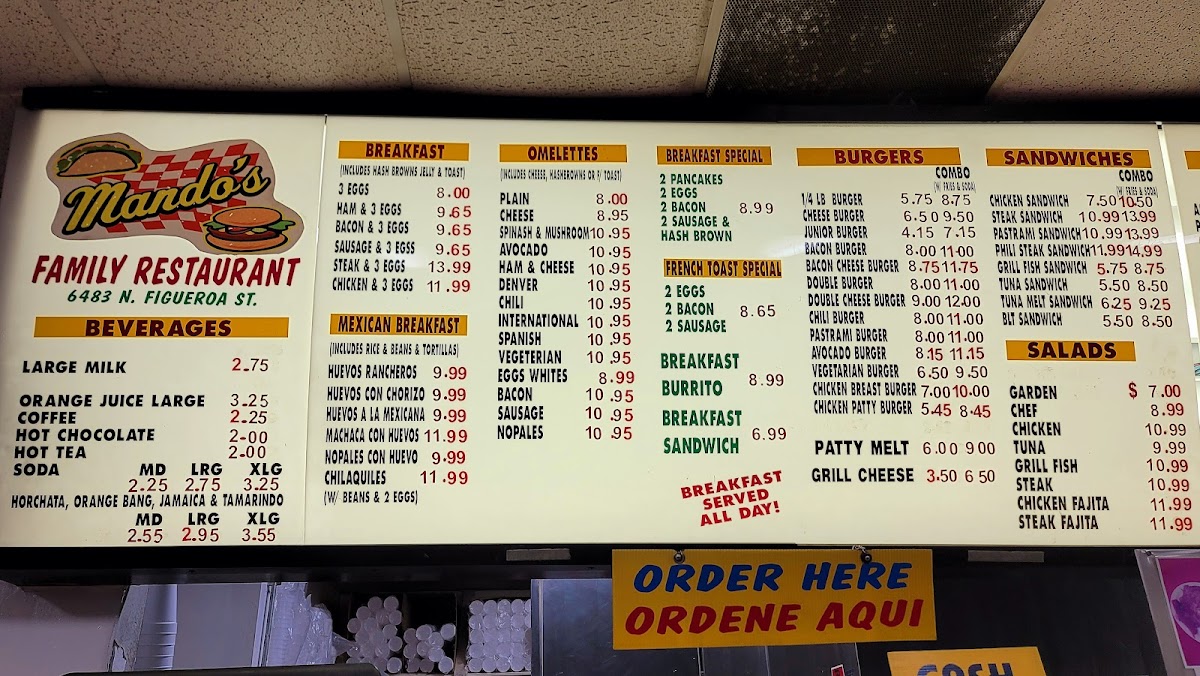 Mando's
FAMILY RESTAURANT
6483 N. FIGUEROA ST.
BEVERAGES
LARGE MILK 2.75
ORANGE JUICE LARGE 3.25
COFFEE 2.25
HOT CHOCOLATE 2-00
HOT TEA 2-00
SODA MD LRG XLG
2.25 2.75 3.25
HORCHATA, ORANGE BANG, JAMAICA & TAMARINDO
MD LRG XLG
2.55 2.95 3.55
BREAKFAST
(INCLUDES HASH BROWNS JELLY & TOAST)
3 EGGS 8.00
HAM & 3 EGGS 9.65
BACON & 3 EGGS 9.65
SAUSAGE & 3 EGSS 9.65
STEAK & 3 EGGS 13.99
CHICKEN & 3 EGGS 11.99
MEXICAN BREAKFAST
(INCLUDES RICE & BEANS & TORTILLAS)
HUEVOS RANCHEROS 9.99
HUEVOS CON CHORIZO 9.99
HUEVOS A LA MEXICANA 9.99
MACHACA CON HUEVOS 11.99
NOPALES CON HUEVO 9.99
CHILAQUILES 11.99
(W/ BEANS & 2 EGGS)
OMELETTES
(INCLUDES CHEESE, HASHBROWNS OR F/ TOAST)
PLAIN 8.00
CHEESE 8.95
SPINASH & MUSHROOM 10.95
AVOCADO 10.95
HAM & CHEESE 10.95
DENVER 10.95
CHILI 10.95
INTERNATIONAL 10.95
SPANISH 10.95
VEGETERIAN 10.95
EGGS WHITES 8.99
BACON 10.95
SAUSAGE 10.95
NOPALES 10.95
BREAKFAST SPECIAL
2 PANCAKES
2 EGGS
2 BACON 8.99
2 SAUSAGE &
HASH BROWN
FRENCH TOAST SPECIAL
2 EGGS
2 BACON 8.65
2 SAUSAGE
BREAKFAST
BURRITO 8.99
BREAKFAST
SANDWICH 6.99
BREAKFAST
SERVED
ALL DAY!
BURGERS
COMBO
(W/ FRIES & SODA)
1/4 LB BURGER 5.75 8.75
CHEESE BURGER 6.50 9.50
JUNIOR BURGER 4.15 7.15
BACON BURGER 8.00 11.00
BACON CHEESE BURGER 8.75 11.75
DOUBLE BURGER 8.00 11.00
DOUBLE CHEESE BURGER 9.00 12.00
CHILI BURGER 8.00 11.00
PASTRAMI BURGER 8.00 11.00
AVOCADO BURGER 8.15 11.15
VEGETARIAN BURGER 6.50 9.50
CHICKEN BREAST BURGER 7.00 10.00
CHICKEN PATTY BURGER 5.45 8.45
PATTY MELT 6.00 9 00
GRILL CHEESE 3.50 6 50
SANDWICHES
COMBO
(W/ FRIES & SODA)
CHICKEN SANDWICH 7.50 10.50
STEAK SANDWICH 10.99 13.99
PASTRAMI SANDWICH 10.99 13.99
PHILI STEAK SANDWICH 11.99 14.99
GRILL FISH SANDWICH 5.75 8.75
TUNA SANDWICH 5.50 8.50
TUNA MELT SANDWICH 6.25 9.25
BLT SANDWICH 5.50 8.50
SALADS
GARDEN $ 7.00
CHEF 8.99
CHICKEN 10.99
TUNA 9.99
GRILL FISH 10.99
STEAK 10.99
CHICKEN FAJITA 11.99
STEAK FAJITA 11.99
ORDER HERE
ORDENE AQUI